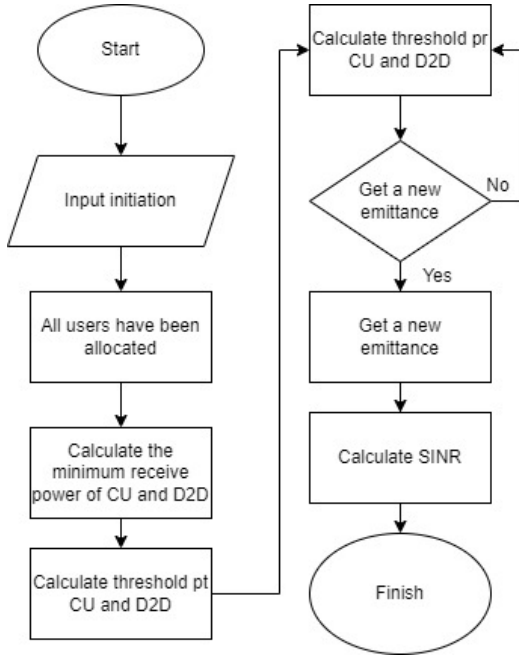 Start
Input initiation
All users have been
allocated
Calculate the
minimum receive
power of CU and D2D
Calculate threshold pt
CU and D2D
Calculate threshold pr
CU and D2D
Get a new
emittance
No
Yes
Get a new
emittance
Calculate SINR
Finish